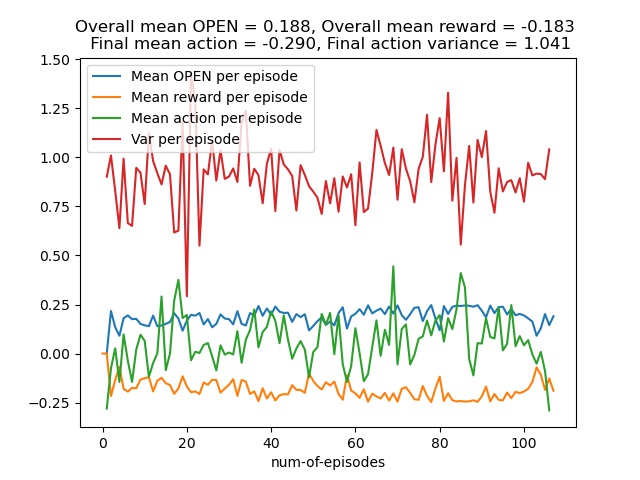 Overall mean OPEN = 0.188, Overall mean reward = -0.183
Final mean action = -0.290, Final action variance = 1.041
1.50
1.25
1.00
0.75
0.50
0.25
0.00
−0.25
Mean OPEN per episode
Mean reward per episode
Mean action per episode
Var per episode
0 20 40 60 80 100
num-of-episodes